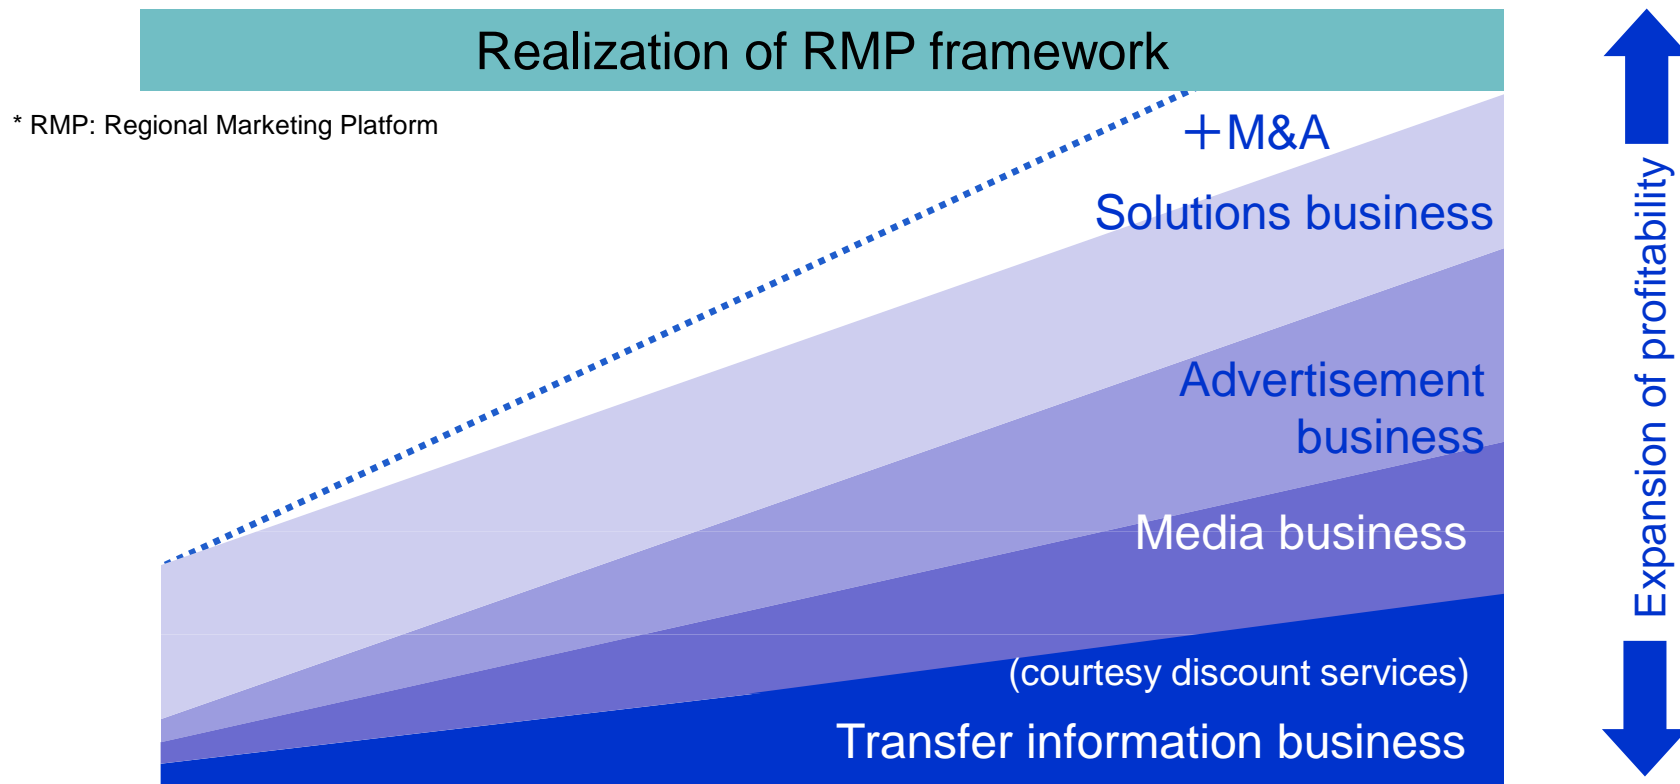 Realization of RMP framework
* RMP: Regional Marketing Platform
＋M&A
Solutions business
Advertisement
business
Media business
(courtesy discount services)
Transfer information business
Expansion of profitability